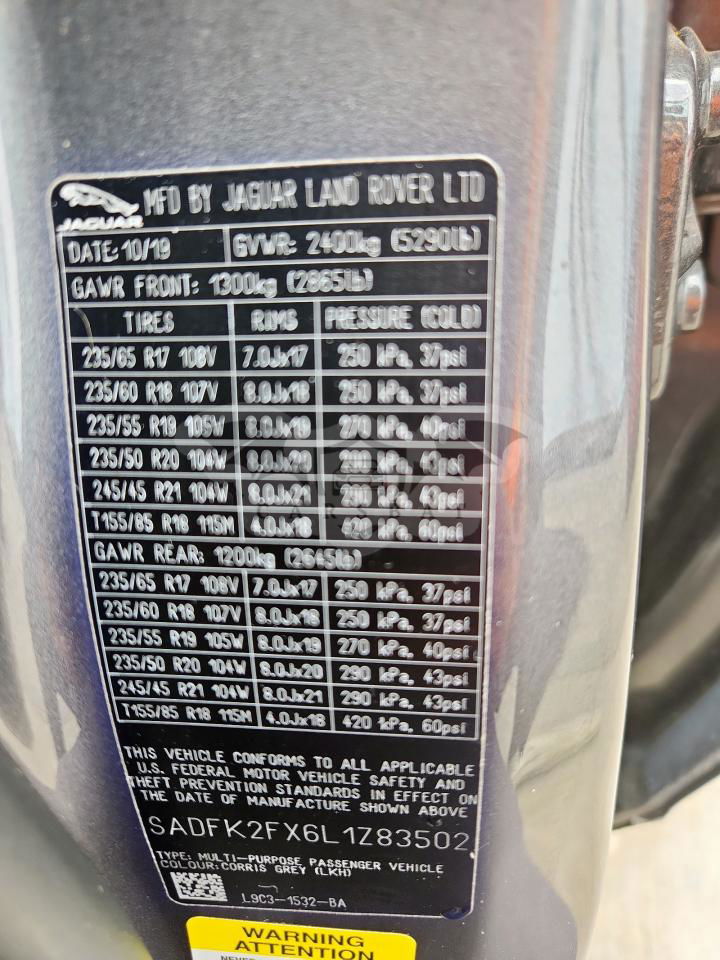 JAGUAR MFD BY JAGUAR LAND ROVER LTD
DATE: 10/19 GVWR: 2400kg (5290lb)
GAWR FRONT: 1300kg (2865lb)
TIRES RIMS PRESSURE (COLD)
235/65 R17 108V 7.0Jx17 250 kPa, 37psi
235/60 R18 107V 8.0Jx18 250 kPa, 37psi
235/55 R19 105W 8.0Jx19 270 kPa, 40psi
235/50 R20 104W 8.0Jx20 290 kPa, 43psi
245/45 R21 104W 8.0Jx21 290 kPa, 43psi
T155/85 R18 115M 4.0Jx18 420 kPa, 60psi
GAWR REAR: 1200kg (2645lb)
235/65 R17 108V 7.0Jx17 250 kPa, 37psi
235/60 R18 107V 8.0Jx18 250 kPa, 37psi
235/55 R19 105W 8.0Jx19 270 kPa, 40psi
235/50 R20 104W 8.0Jx20 290 kPa, 43psi
245/45 R21 104W 8.0Jx21 290 kPa, 43psi
T155/85 R18 115M 4.0Jx18 420 kPa, 60psi
THIS VEHICLE CONFORMS TO ALL APPLICABLE
U.S. FEDERAL MOTOR VEHICLE SAFETY AND
THEFT PREVENTION STANDARDS IN EFFECT ON
THE DATE OF MANUFACTURE SHOWN ABOVE
SADFK2FX6L1Z83502
TYPE: MULTI-PURPOSE PASSENGER VEHICLE
COLOUR: CORRIS GREY (LKH)
L9C3-1532-BA
WARNING
ATTENTION